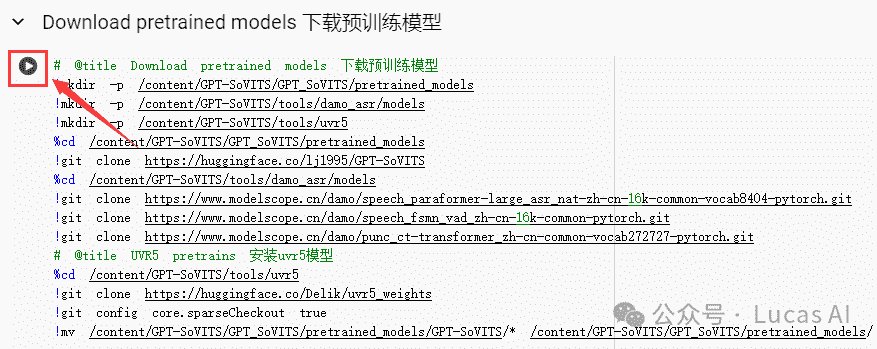 Download pretrained models 下载预训练模型
# @title Download pretrained models 下载预训练模型
!mkdir -p /content/GPT-SoVITS/GPT_SoVITS/pretrained_models
!mkdir -p /content/GPT-SoVITS/tools/damo_asr/models
!mkdir -p /content/GPT-SoVITS/tools/uvr5
%cd /content/GPT-SoVITS/GPT_SoVITS/pretrained_models
!git clone https://huggingface.co/lj1995/GPT-SoVITS
%cd /content/GPT-SoVITS/tools/damo_asr/models
!git clone https://www.modelscope.cn/damo/speech_paraformer-large_asr_nat-zh-cn-16k-common-vocab8404-pytorch.git
!git clone https://www.modelscope.cn/damo/speech_fsmn_vad_zh-cn-16k-common-pytorch.git
!git clone https://www.modelscope.cn/damo/punc_ct-transformer_zh-cn-common-vocab272727-pytorch.git
# @title UVR5 pretrains 安装uvr5模型
%cd /content/GPT-SoVITS/tools/uvr5
!git clone https://huggingface.co/Delik/uvr5_weights
!git config core.sparseCheckout true
!mv /content/GPT-SoVITS/GPT_SoVITS/pretrained_models/GPT-SoVITS/* /content/GPT-SoVITS/GPT_SoVITS/pretrained_models/
公众号 · Lucas AI